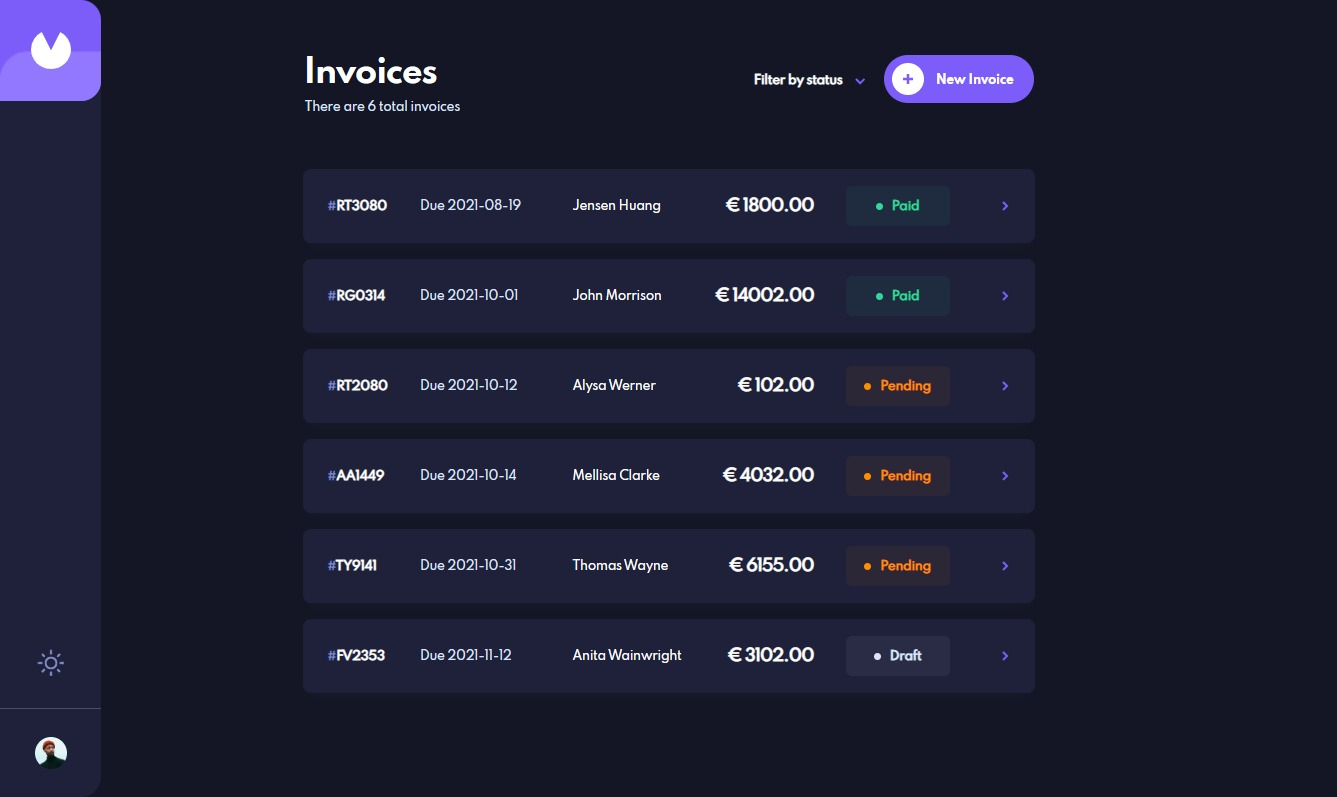 Invoices
There are 6 total invoices
Filter by status
New Invoice
#RT3080 Due 2021-08-19 Jensen Huang € 1800.00 Paid
#RG0314 Due 2021-10-01 John Morrison € 14002.00 Paid
#RT2080 Due 2021-10-12 Alysa Werner € 102.00 Pending
#AA1449 Due 2021-10-14 Mellisa Clarke € 4032.00 Pending
#TY9141 Due 2021-10-31 Thomas Wayne € 6155.00 Pending
#FV2353 Due 2021-11-12 Anita Wainwright € 3102.00 Draft